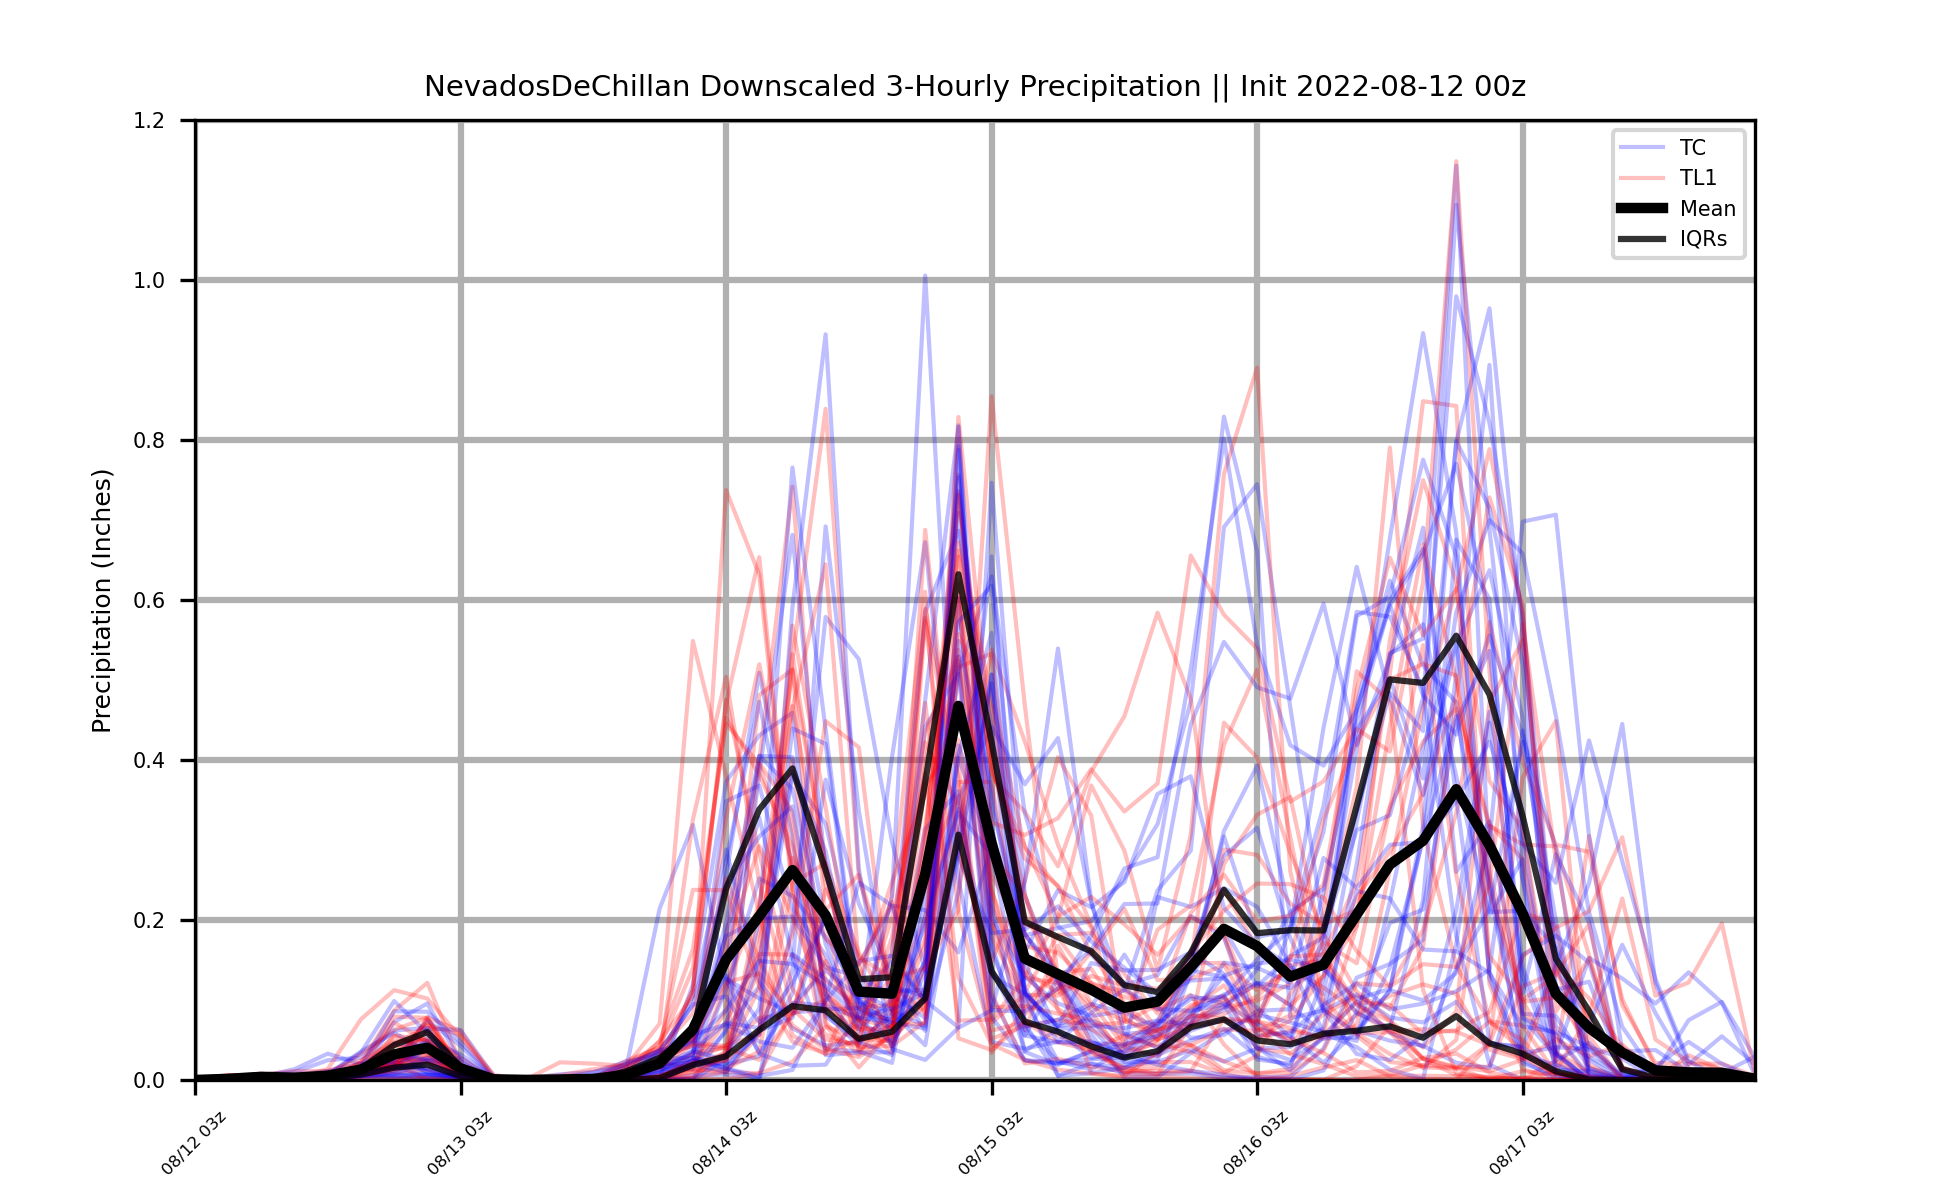 NevadosDeChillan Downscaled 3-Hourly Precipitation || Init 2022-08-12 00z
TC
TL1
Mean
IQRs
Precipitation (Inches)
1.2
1.0
0.8
0.6
0.4
0.2
0.0
08/12 03z
08/13 03z
08/14 03z
08/15 03z
08/16 03z
08/17 03z